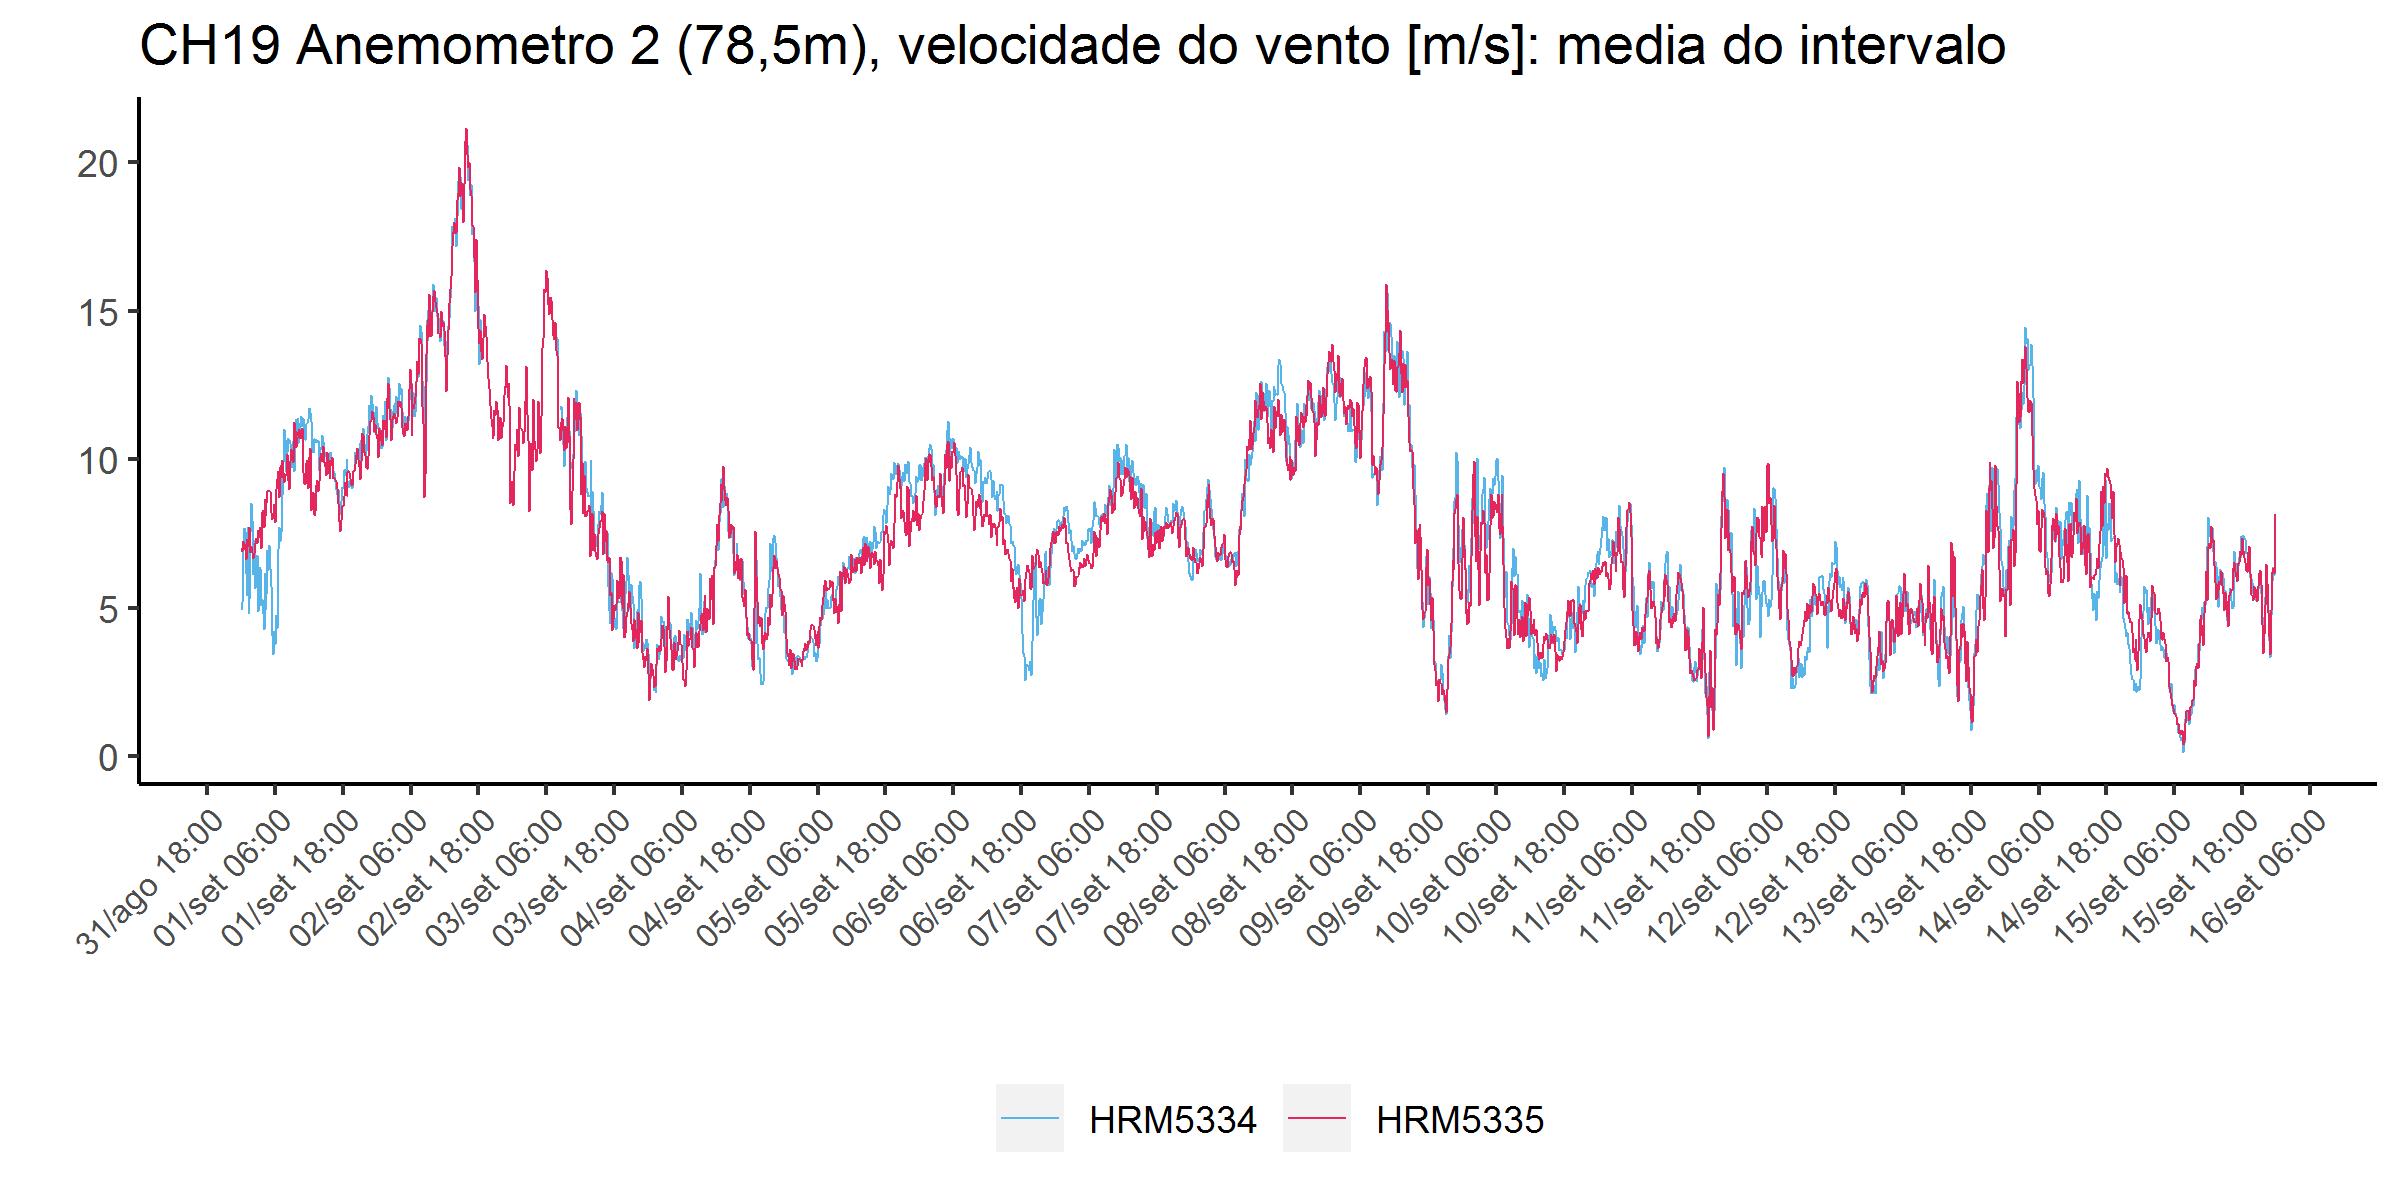 CH19 Anemometro 2 (78,5m), velocidade do vento [m/s]: media do intervalo
20
15
10
5
0
31/ago 18:00
01/set 06:00
01/set 18:00
02/set 06:00
02/set 18:00
03/set 06:00
03/set 18:00
04/set 06:00
04/set 18:00
05/set 06:00
05/set 18:00
06/set 06:00
06/set 18:00
07/set 06:00
07/set 18:00
08/set 06:00
08/set 18:00
09/set 06:00
09/set 18:00
10/set 06:00
10/set 18:00
11/set 06:00
11/set 18:00
12/set 06:00
12/set 18:00
13/set 06:00
13/set 18:00
14/set 06:00
14/set 18:00
15/set 06:00
15/set 18:00
16/set 06:00
HRM5334 HRM5335